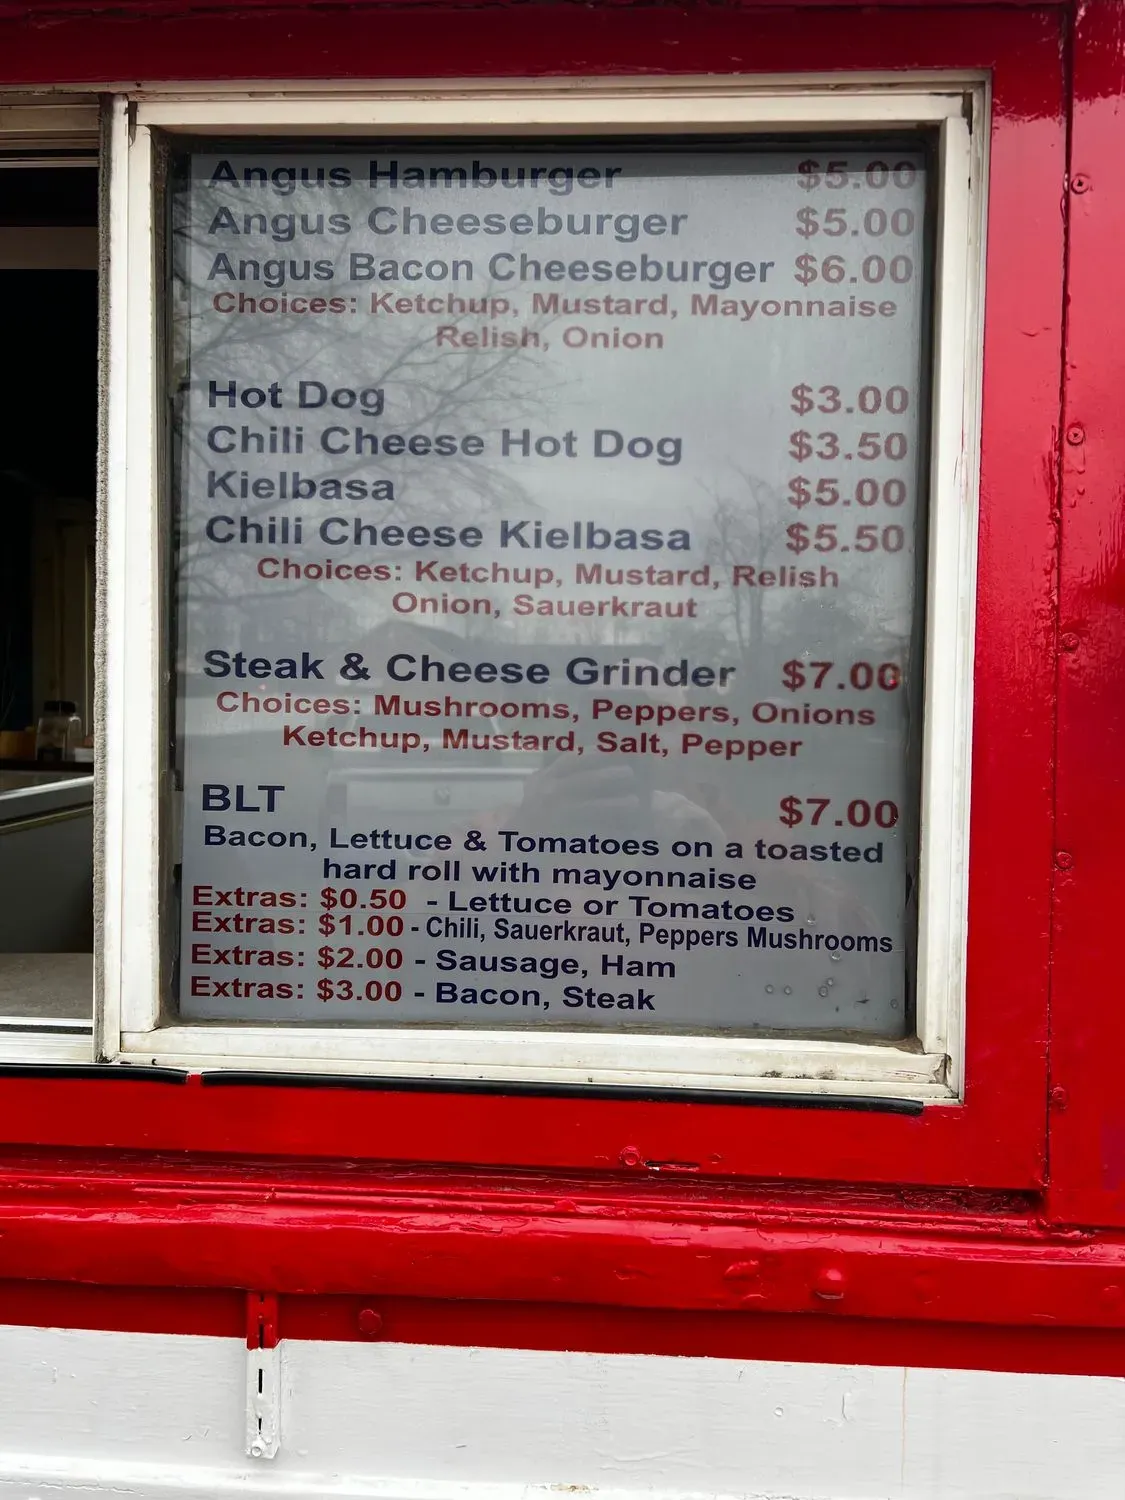 Angus Hamburger $5.00
Angus Cheeseburger $5.00
Angus Bacon Cheeseburger $6.00
Choices: Ketchup, Mustard, Mayonnaise
Relish, Onion
Hot Dog $3.00
Chili Cheese Hot Dog $3.50
Kielbasa $5.00
Chili Cheese Kielbasa $5.50
Choices: Ketchup, Mustard, Relish
Onion, Sauerkraut
Steak & Cheese Grinder $7.00
Choices: Mushrooms, Peppers, Onions
Ketchup, Mustard, Salt, Pepper
BLT $7.00
Bacon, Lettuce & Tomatoes on a toasted
hard roll with mayonnaise
Extras: $0.50 - Lettuce or Tomatoes
Extras: $1.00 - Chili, Sauerkraut, Peppers Mushrooms
Extras: $2.00 - Sausage, Ham
Extras: $3.00 - Bacon, Steak